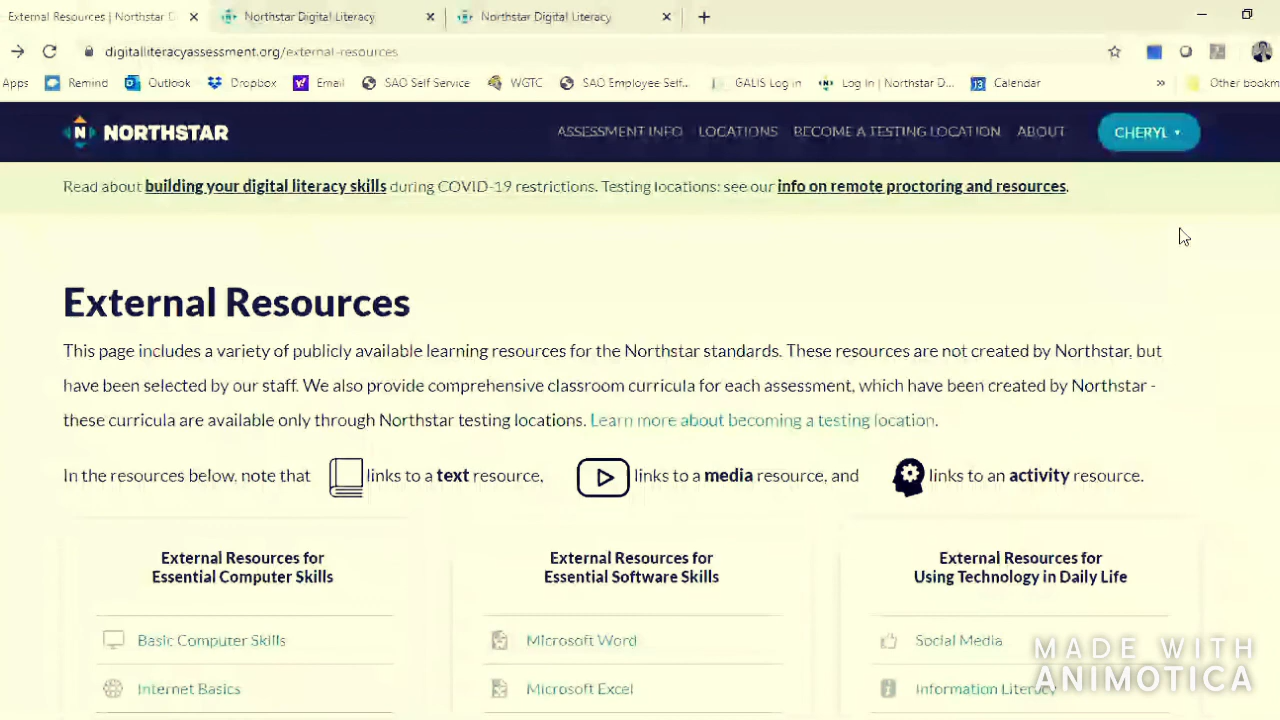 External Resources | Northstar D
Northstar Digital Literacy
Northstar Digital Literacy
digitalliteracyassessment.org/external-resources
Apps
Remind
Outlook
Dropbox
Email
SAO Self Service
WGTC
SAO Employee Self...
GALIS Log in
Log In | Northstar D...
13
Calendar
»
Other bookm
N NORTHSTAR
ASSESSMENT INFO
LOCATIONS
BECOME A TESTING LOCATION
ABOUT
CHERYL
Read about building your digital literacy skills during COVID-19 restrictions. Testing locations: see our info on remote proctoring and resources.
External Resources
This page includes a variety of publicly available learning resources for the Northstar standards. These resources are not created by Northstar, but
have been selected by our staff. We also provide comprehensive classroom curricula for each assessment, which have been created by Northstar -
these curricula are available only through Northstar testing locations. Learn more about becoming a testing location.
In the resources below, note that links to a text resource, links to a media resource, and links to an activity resource.
External Resources for
Essential Computer Skills
Basic Computer Skills
Internet Basics
External Resources for
Essential Software Skills
Microsoft Word
Microsoft Excel
External Resources for
Using Technology in Daily Life
Social Media
Information Literacy
MADE WITH
ANIMOTICA